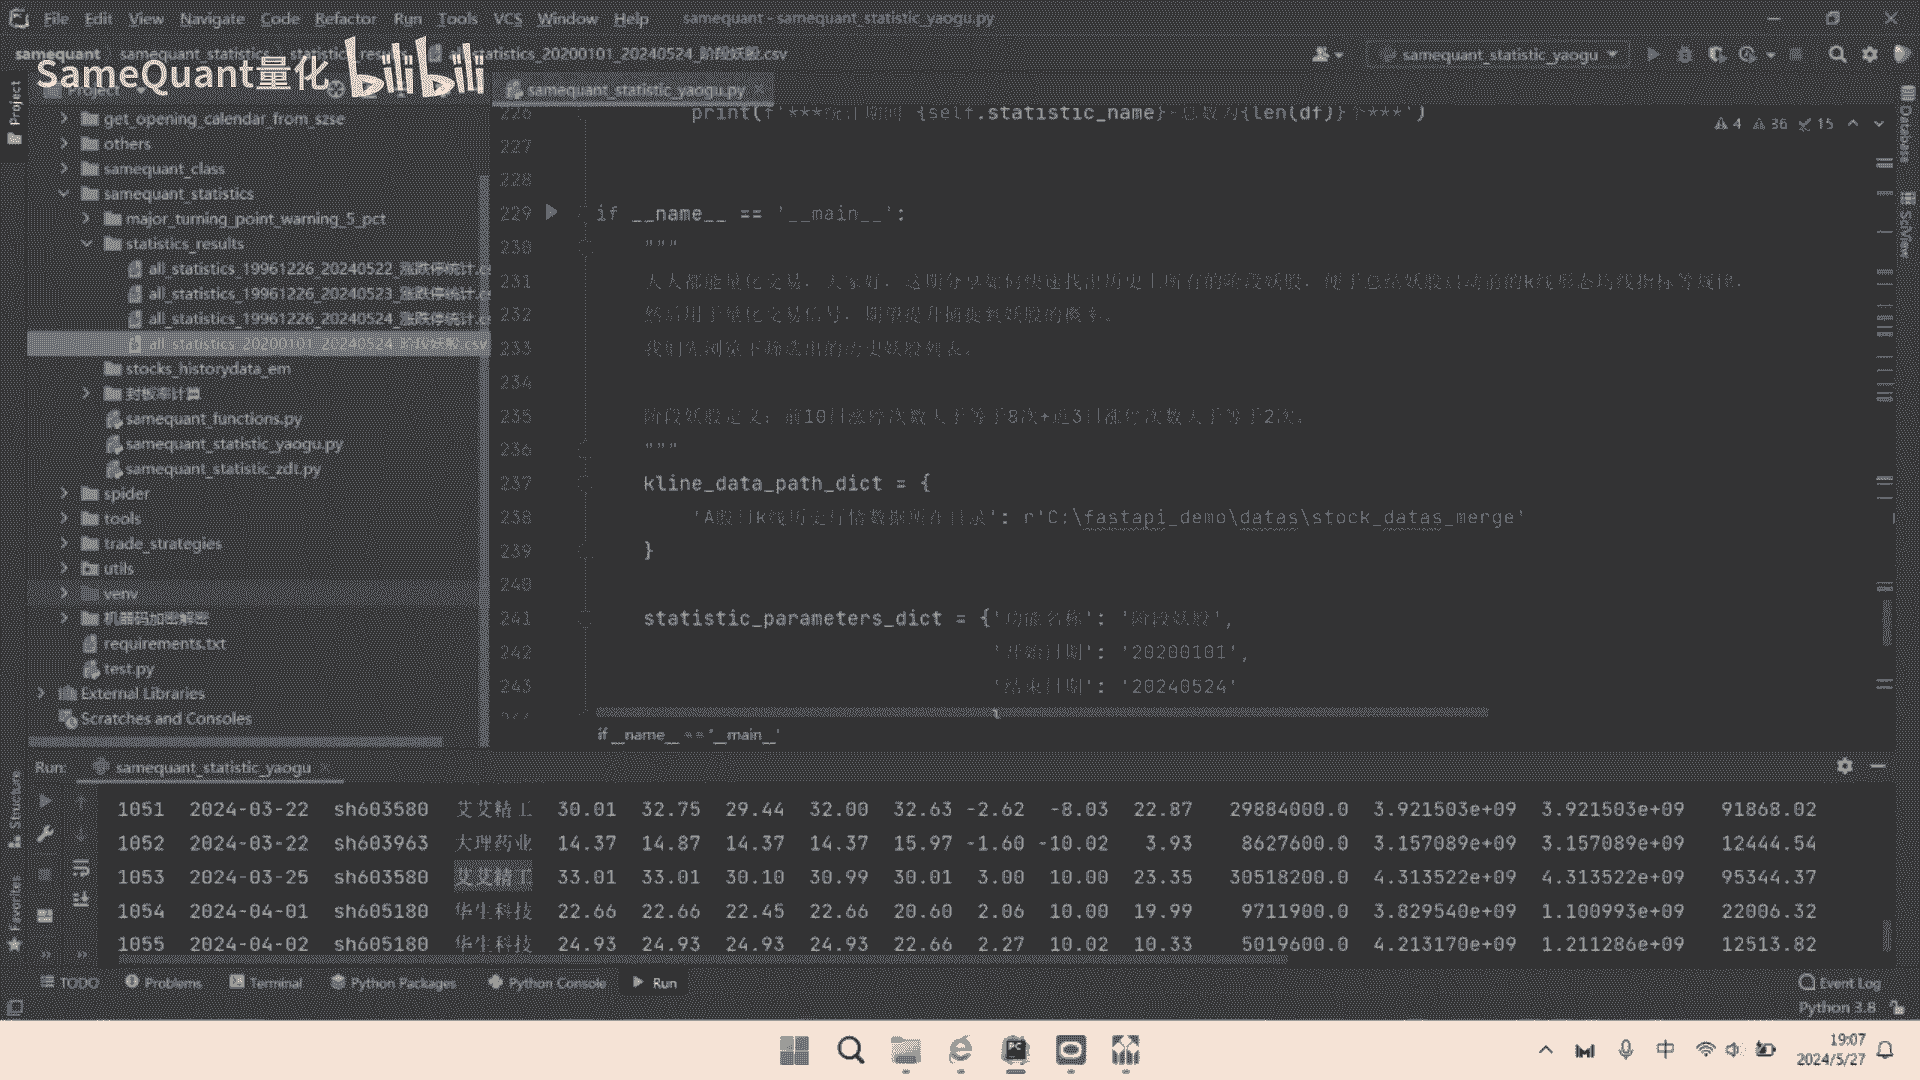 File Edit View Navigate Code Refactor Run Tools VCS Window Help samequant - samequant_statistic_yaogu.py
samequant samequant_statistics statistics_results all_statistics_20200101_20240524_阶段妖股.csv samequant_statistic_yaogu
SameQuant量化 bilibili
Project
samequant_statistic_yaogu.py
get_opening_calendar_from_szse
others
samequant_class
samequant_statistics
major_turning_point_warning_5_pct
statistics_results
all_statistics_19961226_20240522_涨跌停统计.cs
all_statistics_19961226_20240523_涨跌停统计.cs
all_statistics_19961226_20240524_涨跌停统计.cs
all_statistics_20200101_20240524_阶段妖股.csv
stocks_historydata_em
封板率计算
samequant_functions.py
samequant_statistic_yaogu.py
samequant_statistic_zdt.py
spider
tools
trade_strategies
utils
venv
机器码加密解密
requirements.txt
test.py
External Libraries
Scratches and Consoles
4 36 15
226 print(f'***统计期间 {self.statistic_name}-总数为{len(df)}个***')
227
228
229 if __name__ == '__main__':
230 """
231 人人都能量化交易，大家好，这期分享如何快速找出历史上所有的阶段妖股，便于总结妖股启动前的k线形态均线指标等规律，
232 然后用于量化交易信号，期望提升捕捉到妖股的概率。
233 我们先浏览下筛选出的历史妖股列表。
234
235 阶段妖股定义：前10日涨停次数大于等于8次+近3日涨停次数大于等于2次。
236 """
237 kline_data_path_dict = {
238 'A股日k线历史行情数据所在目录': r'C:\fastapi_demo\datas\stock_datas_merge'
239 }
240
241 statistic_parameters_dict = {'功能名称': '阶段妖股',
242 '开始日期': '20200101',
243 '结束日期': '20240524'
if __name__ == '__main__'
Database
SciView
Structure
Favorites
Run: samequant_statistic_yaogu
1051 2024-03-22 sh603580 艾艾精工 30.01 32.75 29.44 32.00 32.63 -2.62 -8.03 22.87 29884000.0 3.921503e+09 3.921503e+09 91868.02
1052 2024-03-22 sh603963 大理药业 14.37 14.87 14.37 14.37 15.97 -1.60 -10.02 3.93 8627600.0 3.157089e+09 3.157089e+09 12444.54
1053 2024-03-25 sh603580 艾艾精工 33.01 33.01 30.10 30.99 30.01 3.00 10.00 23.35 30518200.0 4.313522e+09 4.313522e+09 95344.37
1054 2024-04-01 sh605180 华生科技 22.66 22.66 22.45 22.66 20.60 2.06 10.00 19.99 9711900.0 3.829540e+09 1.100993e+09 22006.32
1055 2024-04-02 sh605180 华生科技 24.93 24.93 24.93 24.93 22.66 2.27 10.02 10.33 5019600.0 4.213170e+09 1.211286e+09 12513.82
TODO Problems Terminal Python Packages Python Console Run Event Log
Python 3.8
中 19:07
2024/5/27